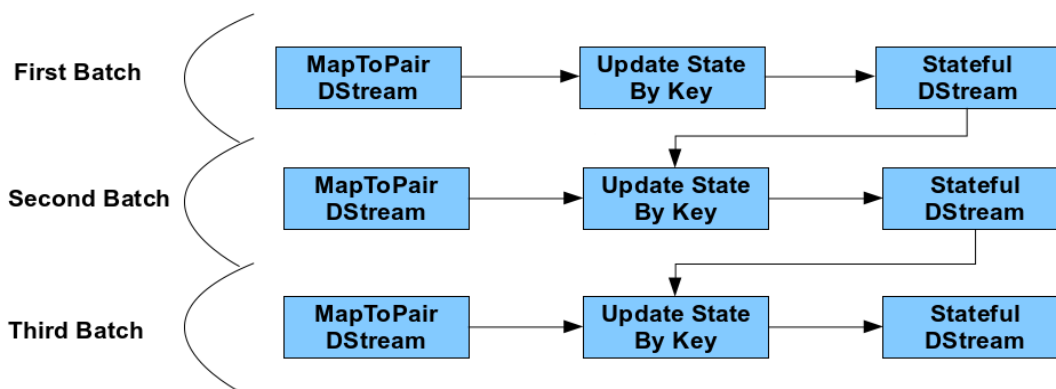 First Batch
MapToPair
DStream
Update State
By Key
Stateful
DStream
Second Batch
MapToPair
DStream
Update State
By Key
Stateful
DStream
Third Batch
MapToPair
DStream
Update State
By Key
Stateful
DStream